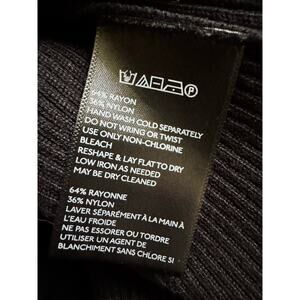 P
64% RAYON
36% NYLON
HAND WASH COLD SEPARATELY
DO NOT WRING OR TWIST
USE ONLY NON-CHLORINE
BLEACH
RESHAPE & LAY FLAT TO DRY
LOW IRON AS NEEDED
MAY BE DRY CLEANED
64% RAYONNE
36% NYLON
LAVER SÉPARÉMENT À LA MAIN À
L'EAU FROIDE
NE PAS ESSORER OU TORDRE
UTILISER UN AGENT DE
BLANCHIMENT SANS CHLORE SI